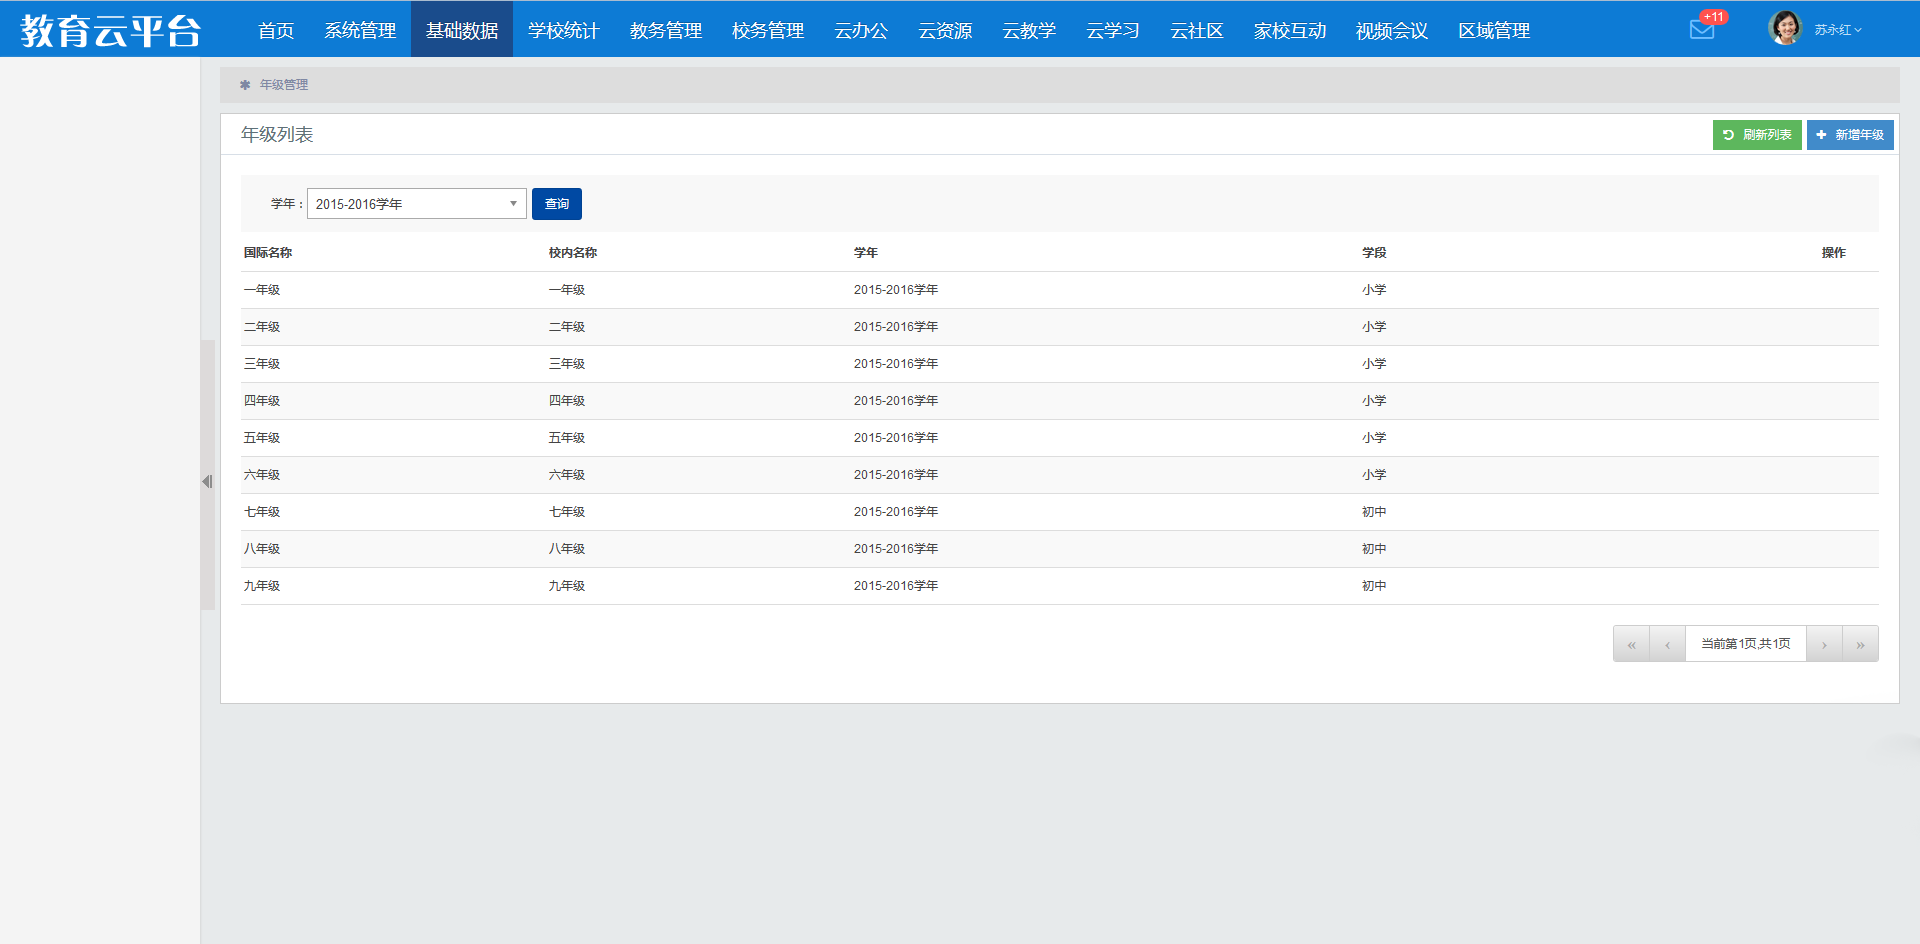 教育云平台 首页 系统管理 基础数据 学校统计 教务管理 校务管理 云办公 云资源 云教学 云学习 云社区 家校互动 视频会议 区域管理 +11 苏永红
年级管理
年级列表 刷新列表 新增年级
学年： 2015-2016学年 查询
国际名称 校内名称 学年 学段 操作
一年级 一年级 2015-2016学年 小学
二年级 二年级 2015-2016学年 小学
三年级 三年级 2015-2016学年 小学
四年级 四年级 2015-2016学年 小学
五年级 五年级 2015-2016学年 小学
六年级 六年级 2015-2016学年 小学
七年级 七年级 2015-2016学年 初中
八年级 八年级 2015-2016学年 初中
九年级 九年级 2015-2016学年 初中
« ‹ 当前第1页,共1页 › »